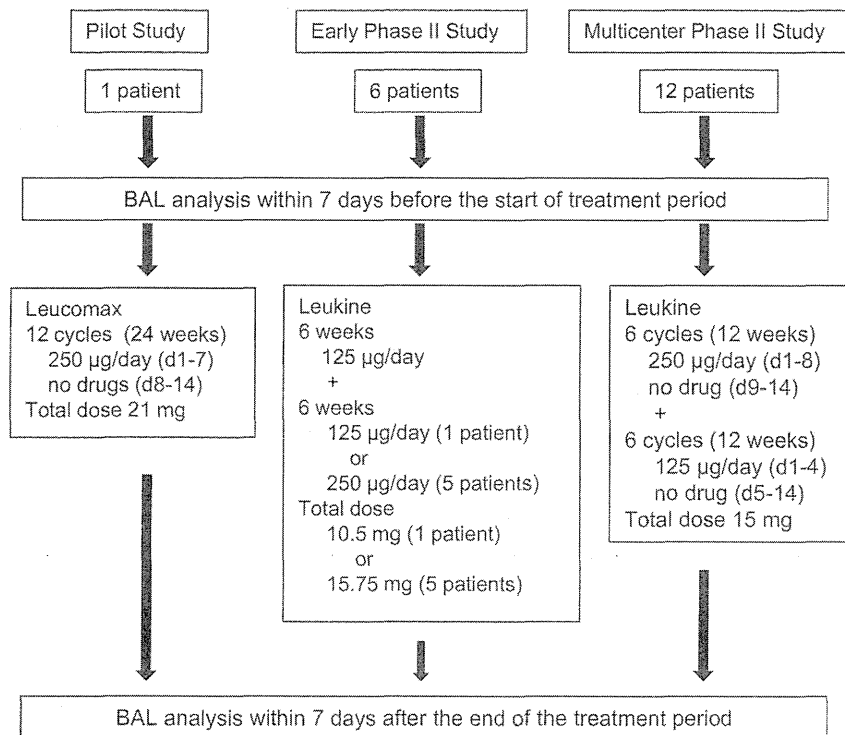 Pilot Study
Early Phase II Study
Multicenter Phase II Study
1 patient
6 patients
12 patients
BAL analysis within 7 days before the start of treatment period
Leucomax
12 cycles (24 weeks)
250 µg/day (d1-7)
no drugs (d8-14)
Total dose 21 mg
Leukine
6 weeks
125 µg/day
+
6 weeks
125 µg/day (1 patient)
or
250 µg/day (5 patients)
Total dose
10.5 mg (1 patient)
or
15.75 mg (5 patients)
Leukine
6 cycles (12 weeks)
250 µg/day (d1-8)
no drug (d9-14)
+
6 cycles (12 weeks)
125 µg/day (d1-4)
no drug (d5-14)
Total dose 15 mg
BAL analysis within 7 days after the end of the treatment period